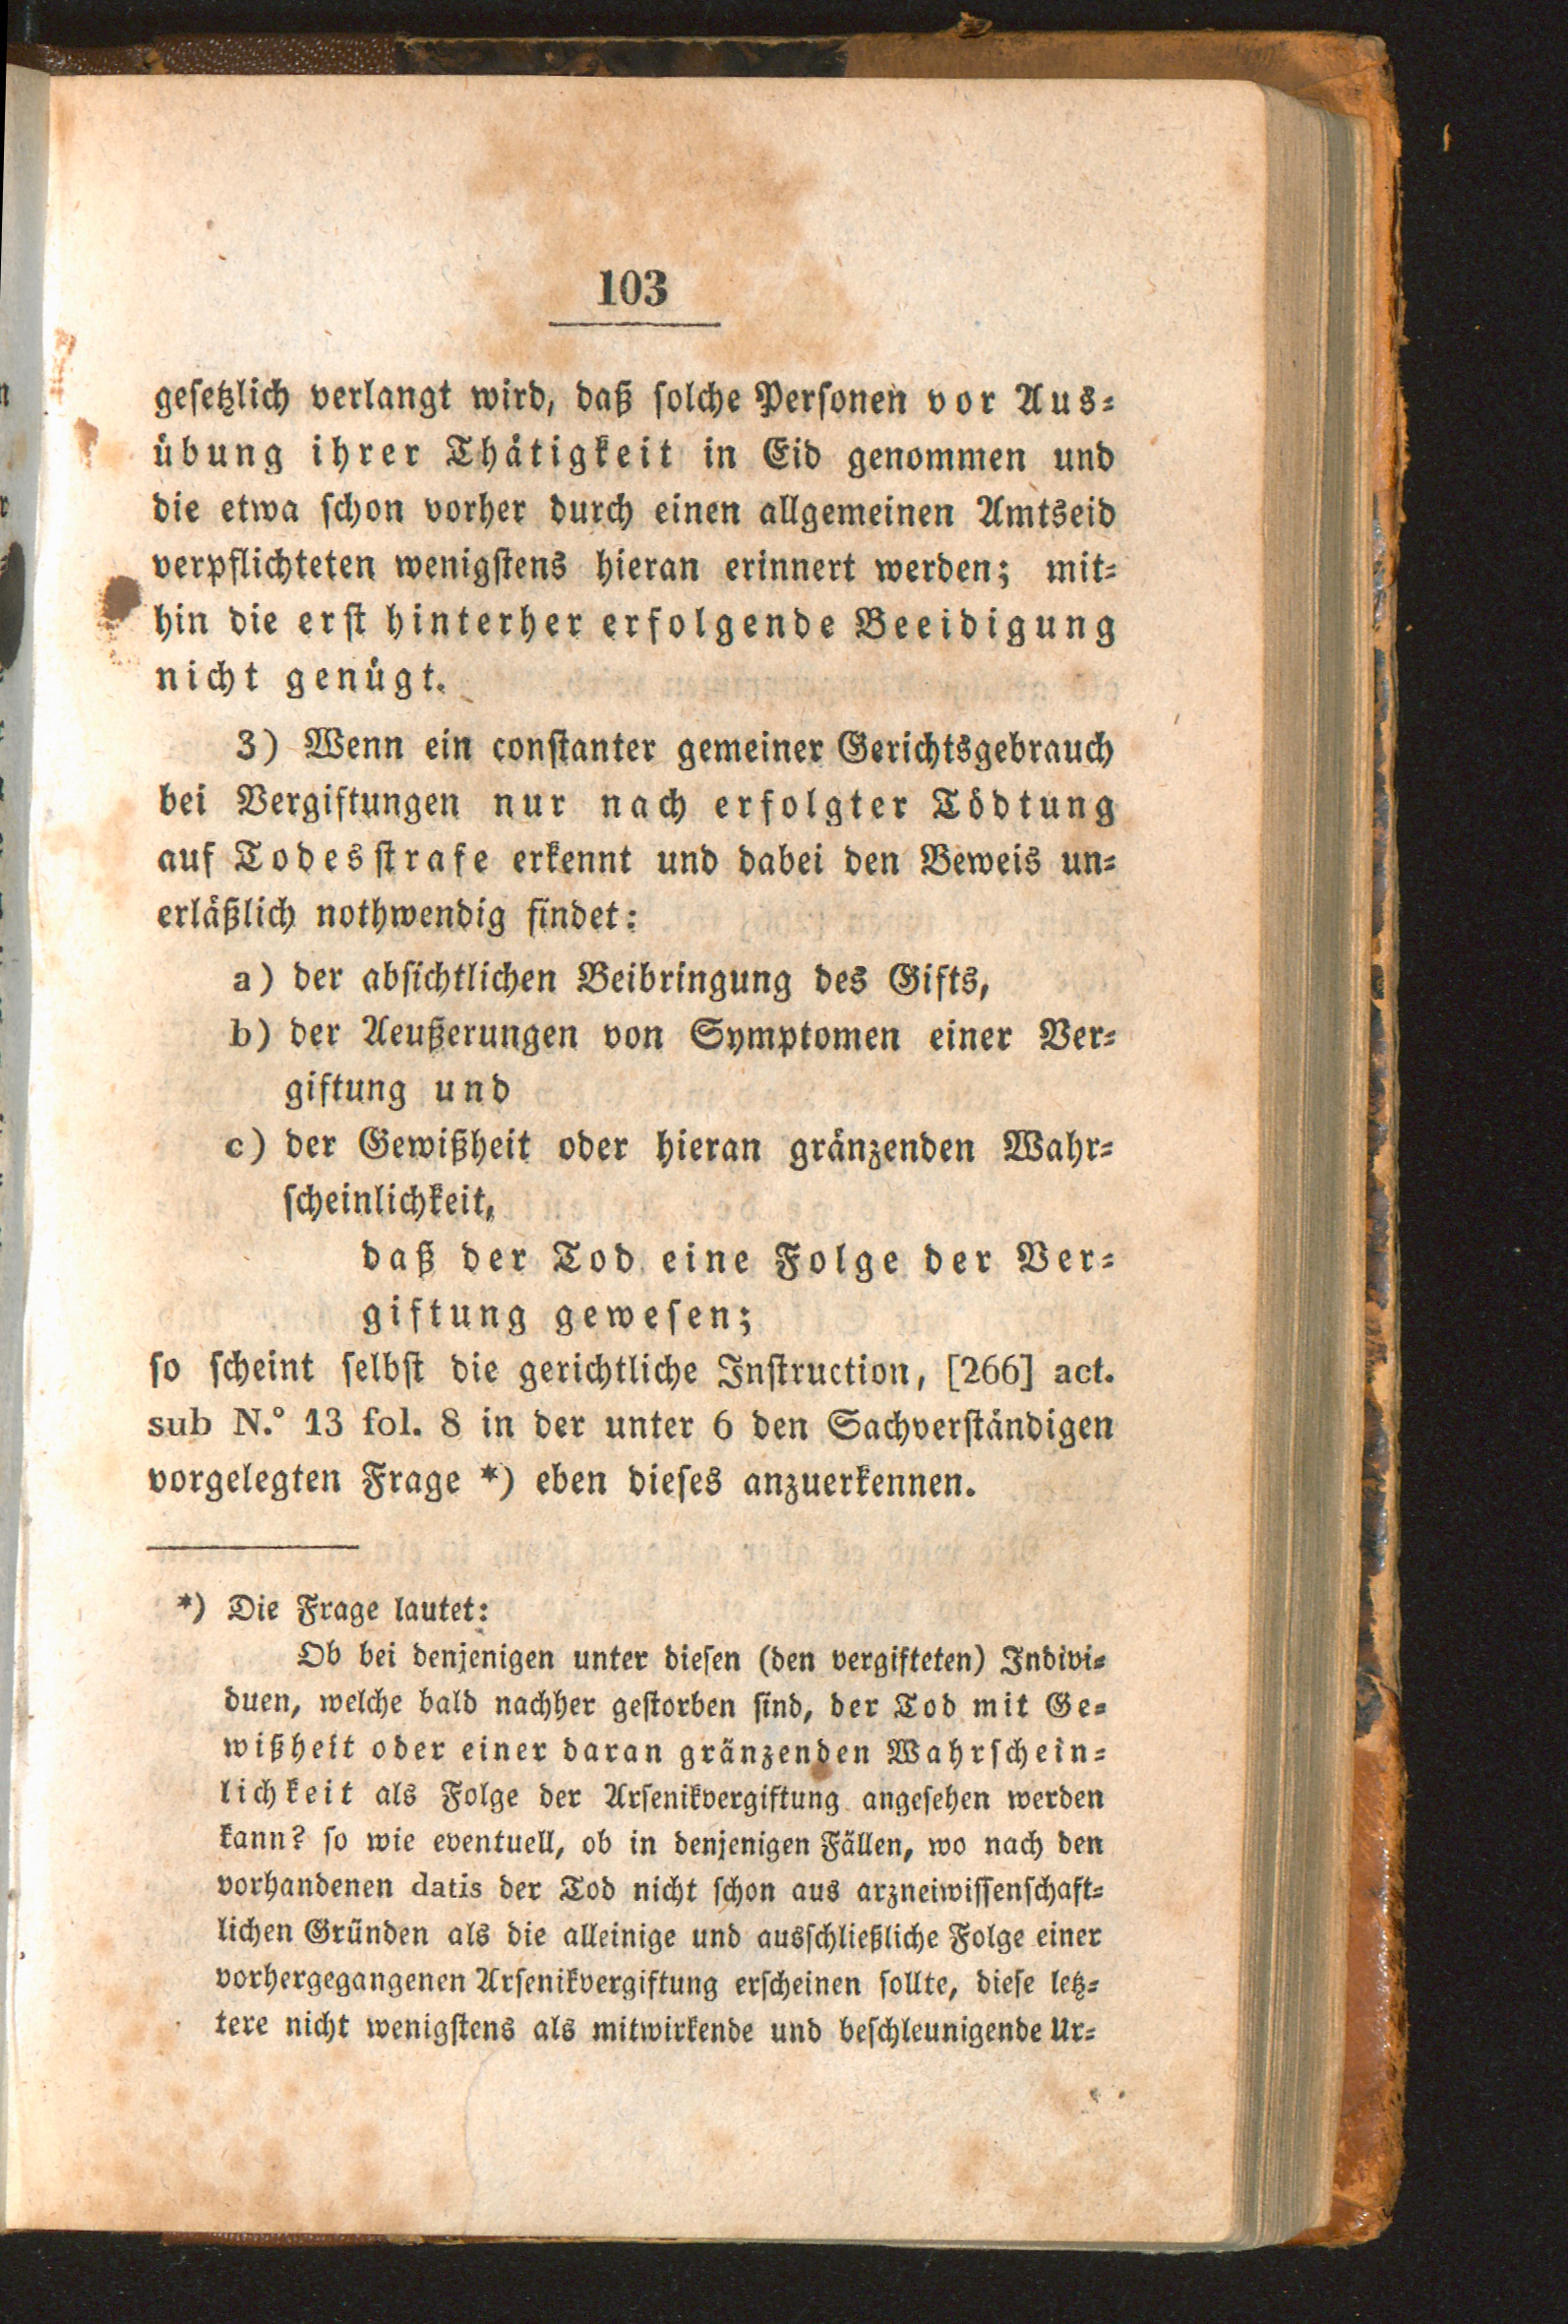 103
gesetzlich verlangt wird, daß solche Personen vor Aus-
übung ihrer Thätigkeit in Eid genommen und
die etwa schon vorher durch einen allgemeinen Amtseid
verpflichteten wenigstens hieran erinnert werden; mit-
hin die erst hinterher erfolgende Beeidigung
nicht genügt.
3) Wenn ein constanter gemeiner Gerichtsgebrauch
bei Vergiftungen nur nach erfolgter Tödtung
auf Todesstrafe erkennt und dabei den Beweis un-
erläßlich nothwendig findet:
a) der absichtlichen Beibringung des Gifts,
b) der Aeußerungen von Symptomen einer Ver-
giftung und
c) der Gewißheit oder hieran gränzenden Wahr-
scheinlichkeit,
daß der Tod eine Folge der Ver-
giftung gewesen;
so scheint selbst die gerichtliche Instruction, [266] act.
sub N.º 13 fol. 8 in der unter 6 den Sachverständigen
vorgelegten Frage *) eben dieses anzuerkennen.
*) Die Frage lautet:
Ob bei denjenigen unter diesen (den vergifteten) Indivi-
duen, welche bald nachher gestorben sind, der Tod mit Ge-
wißheit oder einer daran gränzenden Wahrschein-
lichkeit als Folge der Arsenikvergiftung angesehen werden
kann? so wie eventuell, ob in denjenigen Fällen, wo nach den
vorhandenen datis der Tod nicht schon aus arzneiwissenschaft-
lichen Gründen als die alleinige und ausschließliche Folge einer
vorhergegangenen Arsenikvergiftung erscheinen sollte, diese letz-
tere nicht wenigstens als mitwirkende und beschleunigende Ur-